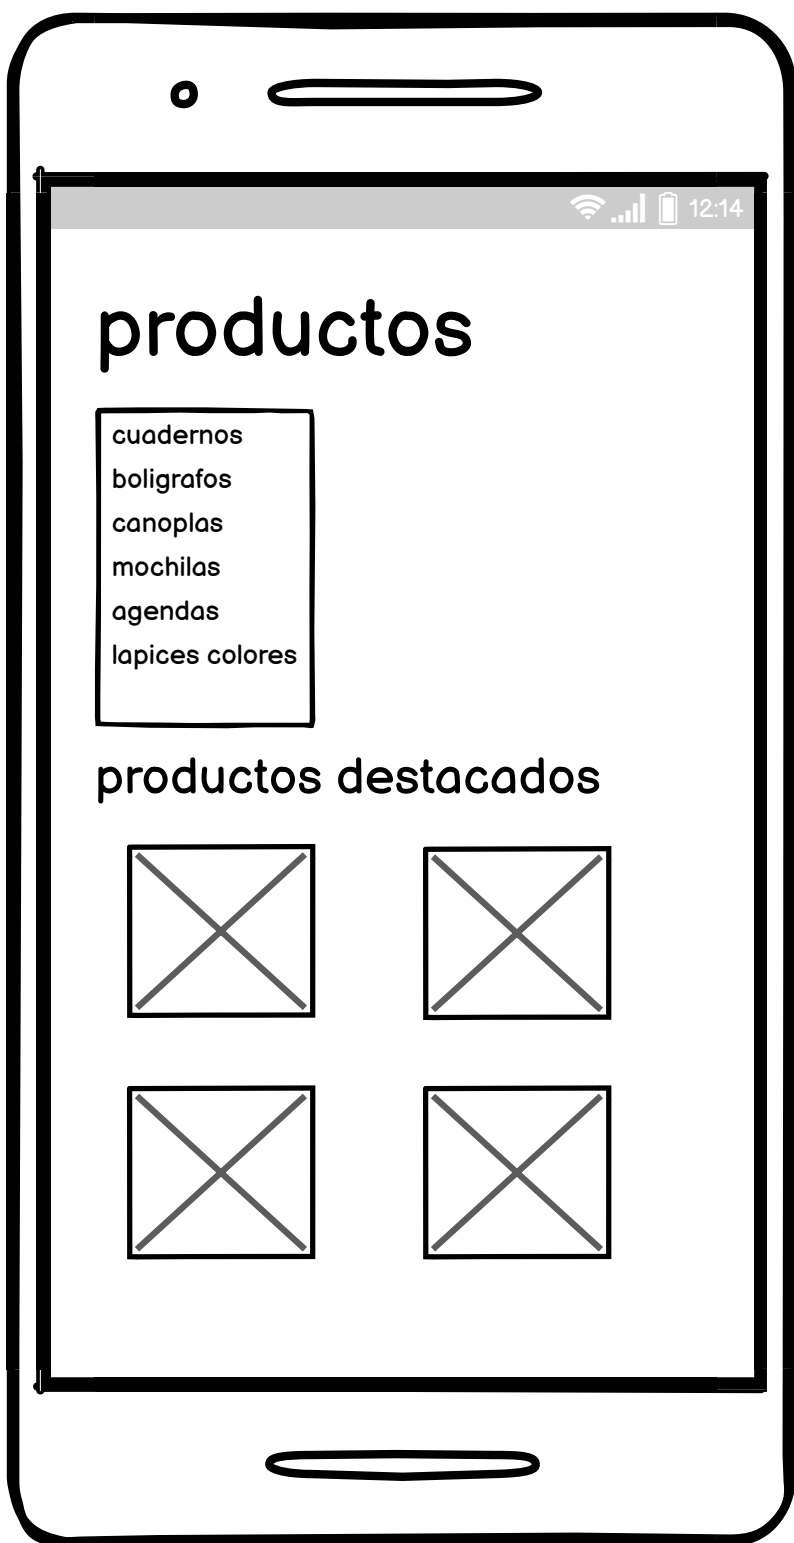 12:14
productos
cuadernos
boligrafos
canoplas
mochilas
agendas
lapices colores
productos destacados